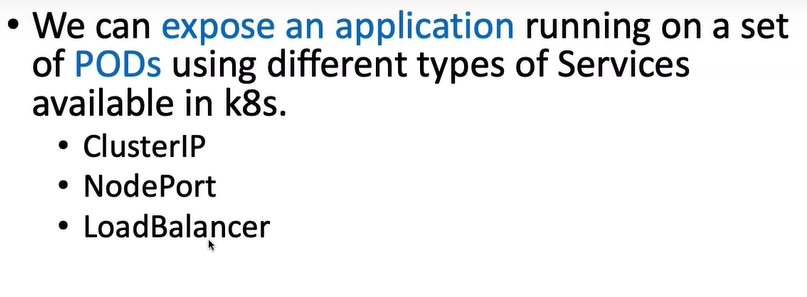 • We can expose an application running on a set
of PODs using different types of Services
available in k8s.
• ClusterIP
• NodePort
• LoadBalancer